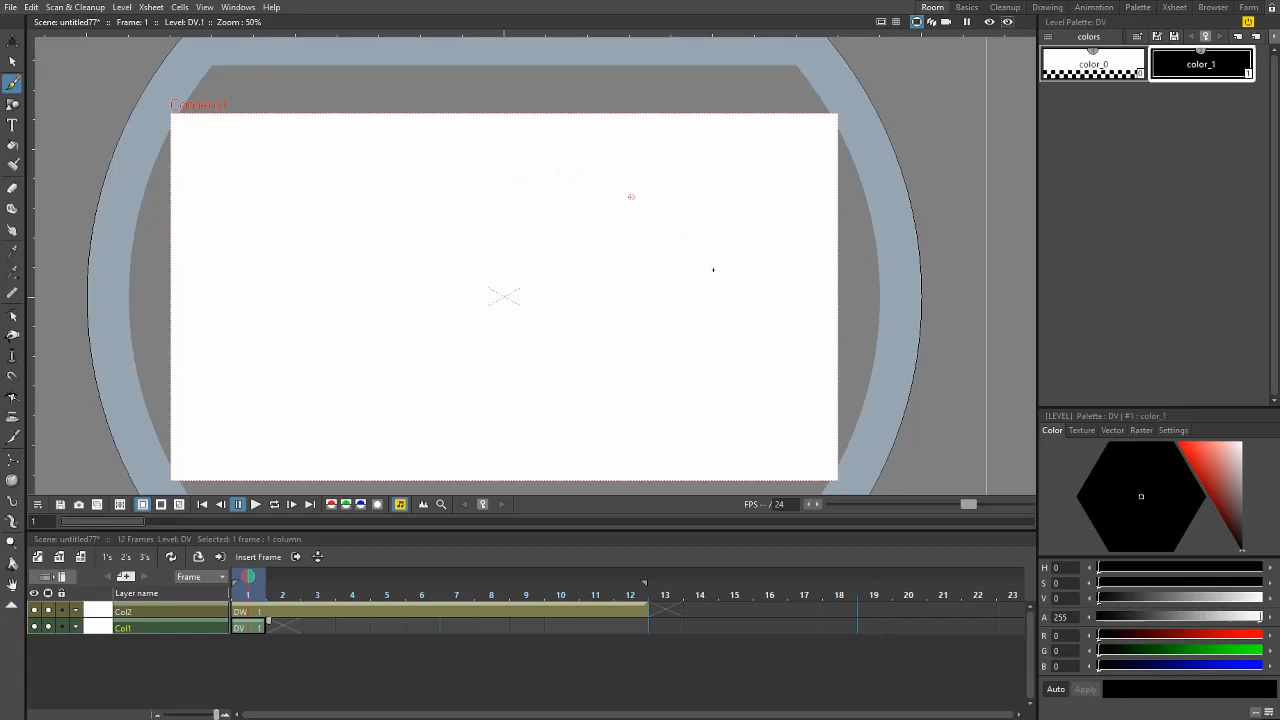 File Edit Scan & Cleanup Level Xsheet Cells Play View Windows Help Room Basics Cleanup Drawing Animation Palette Xsheet Browser Farm
Scene: untitled77* :: Frame: 1 :: Level: DV.1 :: Zoom : 50% Level Palette: DV
colors
color_0 color_1
0 1
Camera1
[LEVEL] Palette : DV | #1 : color_1
Color Texture Vector Raster Settings
FPS -- / 24
1
Scene: untitled77* :: 12 Frames Level: DV Selected: 1 frame : 1 column
1's 2's 3's Insert Frame
Frame
Layer name 1 2 3 4 5 6 7 8 9 10 11 12 13 14 15 16 17 18 19 20 21 22 23
Col2 DW 1
Col1 DV 1
H 0
S 0
V 0
A 255
R 0
G 0
B 0
Auto Apply